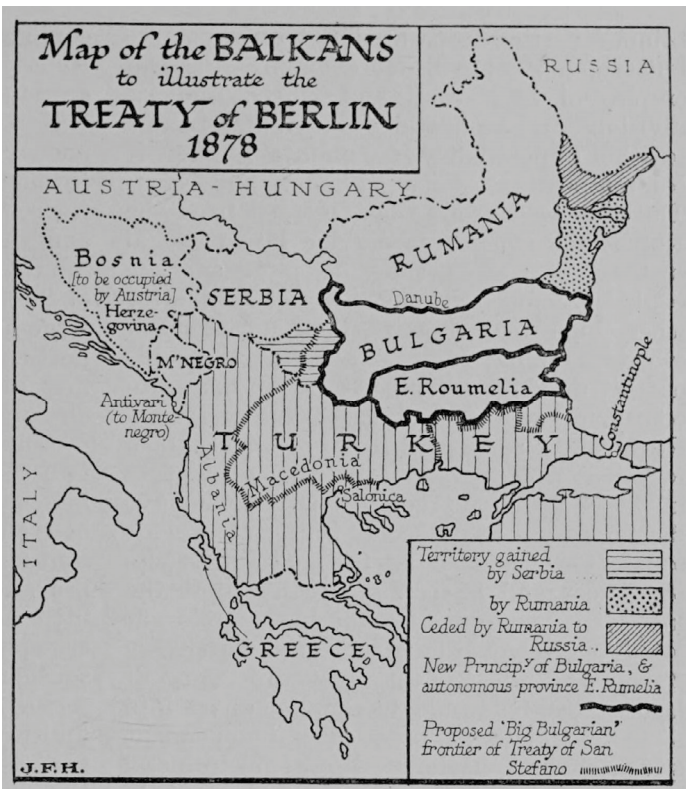 Map of the BALKANS
to illustrate the
TREATY of BERLIN
1878
RUSSIA
AUSTRIA-HUNGARY
RUMANIA
Bosnia
[to be occupied
by Austria]
Herze-
govina
SERBIA
Danube
BULGARIA
M'NEGRO
E. Roumelia
Constantinople
Antivari
(to Monte-
negro)
TURKEY
Albania
Macedonia
Salonica
ITALY
GREECE
Territory gained
by Serbia
by Rumania
Ceded by Rumania to
Russia
New Princip.y of Bulgaria, &
autonomous province E. Rumelia
Proposed 'Big Bulgarian'
frontier of Treaty of San
Stefano
J.F.H.